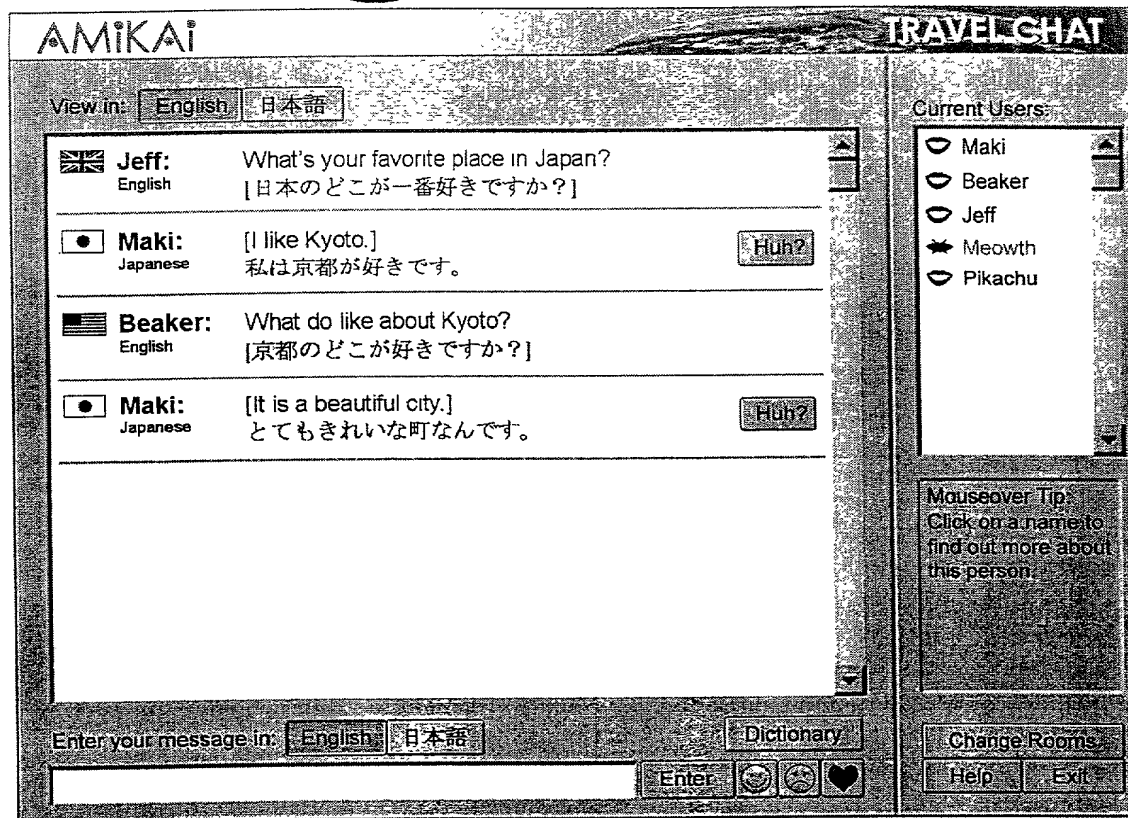 AMiKAi
TRAVEL CHAT
View in: English 日本語
Jeff: What's your favorite place in Japan?
English [日本のどこが一番好きですか？]
Maki: [I like Kyoto.] Huh?
Japanese 私は京都が好きです。
Beaker: What do like about Kyoto?
English [京都のどこが好きですか？]
Maki: [It is a beautiful city.] Huh?
Japanese とてもきれいな町なんです。
Enter your message in: English 日本語 Dictionary
Enter
Current Users:
Maki
Beaker
Jeff
Meowth
Pikachu
Mouseover Tip:
Click on a name to
find out more about
this person.
Change Rooms
Help Exit